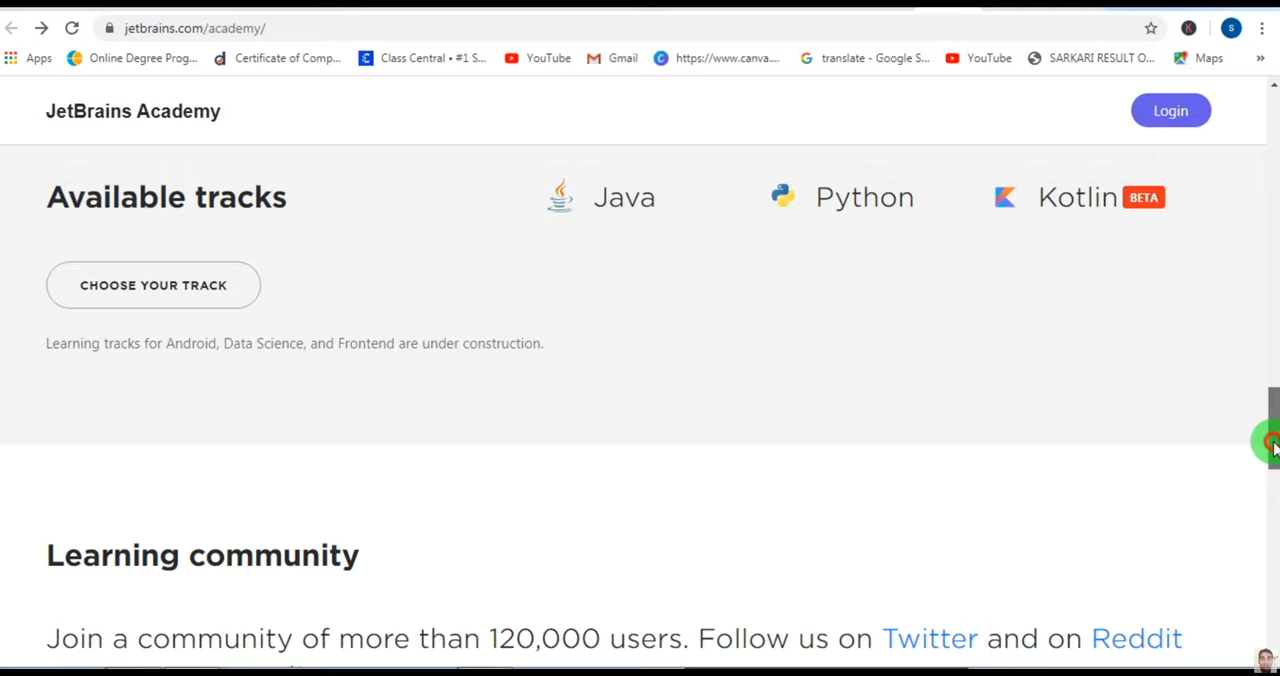 jetbrains.com/academy/
K
s
Apps
Online Degree Prog...
Certificate of Comp...
Class Central • #1 S...
YouTube
Gmail
https://www.canva....
translate - Google S...
YouTube
SARKARI RESULT O...
Maps
»
JetBrains Academy
Login
Available tracks
Java
Python
Kotlin BETA
CHOOSE YOUR TRACK
Learning tracks for Android, Data Science, and Frontend are under construction.
Learning community
Join a community of more than 120,000 users. Follow us on Twitter and on Reddit